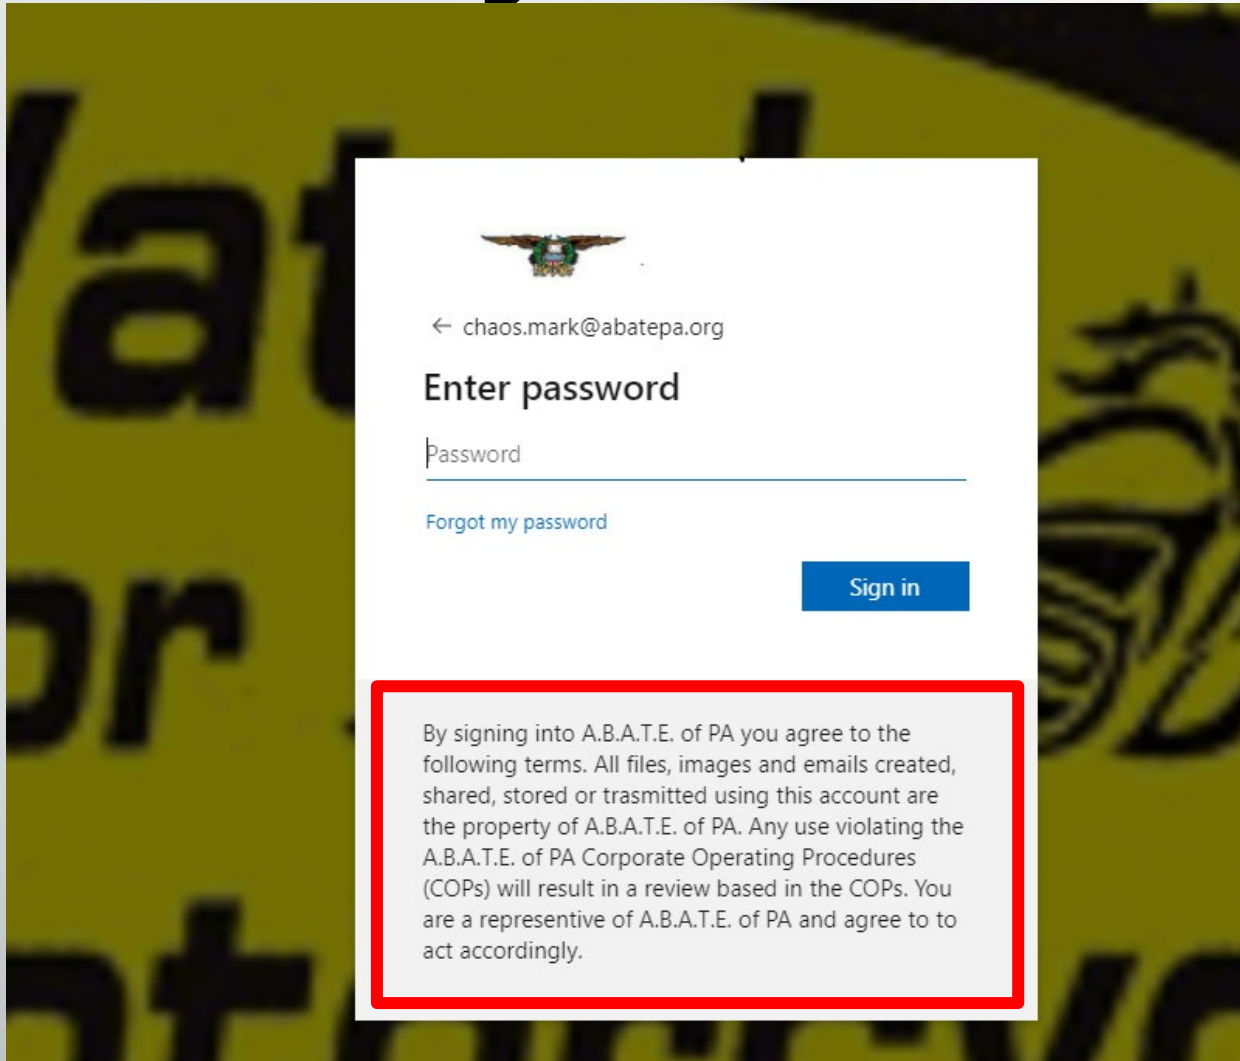 ← chaos.mark@abatepa.org
Enter password
Password
Forgot my password
Sign in
By signing into A.B.A.T.E. of PA you agree to the
following terms. All files, images and emails created,
shared, stored or trasmitted using this account are
the property of A.B.A.T.E. of PA. Any use violating the
A.B.A.T.E. of PA Corporate Operating Procedures
(COPs) will result in a review based in the COPs. You
are a representive of A.B.A.T.E. of PA and agree to to
act accordingly.